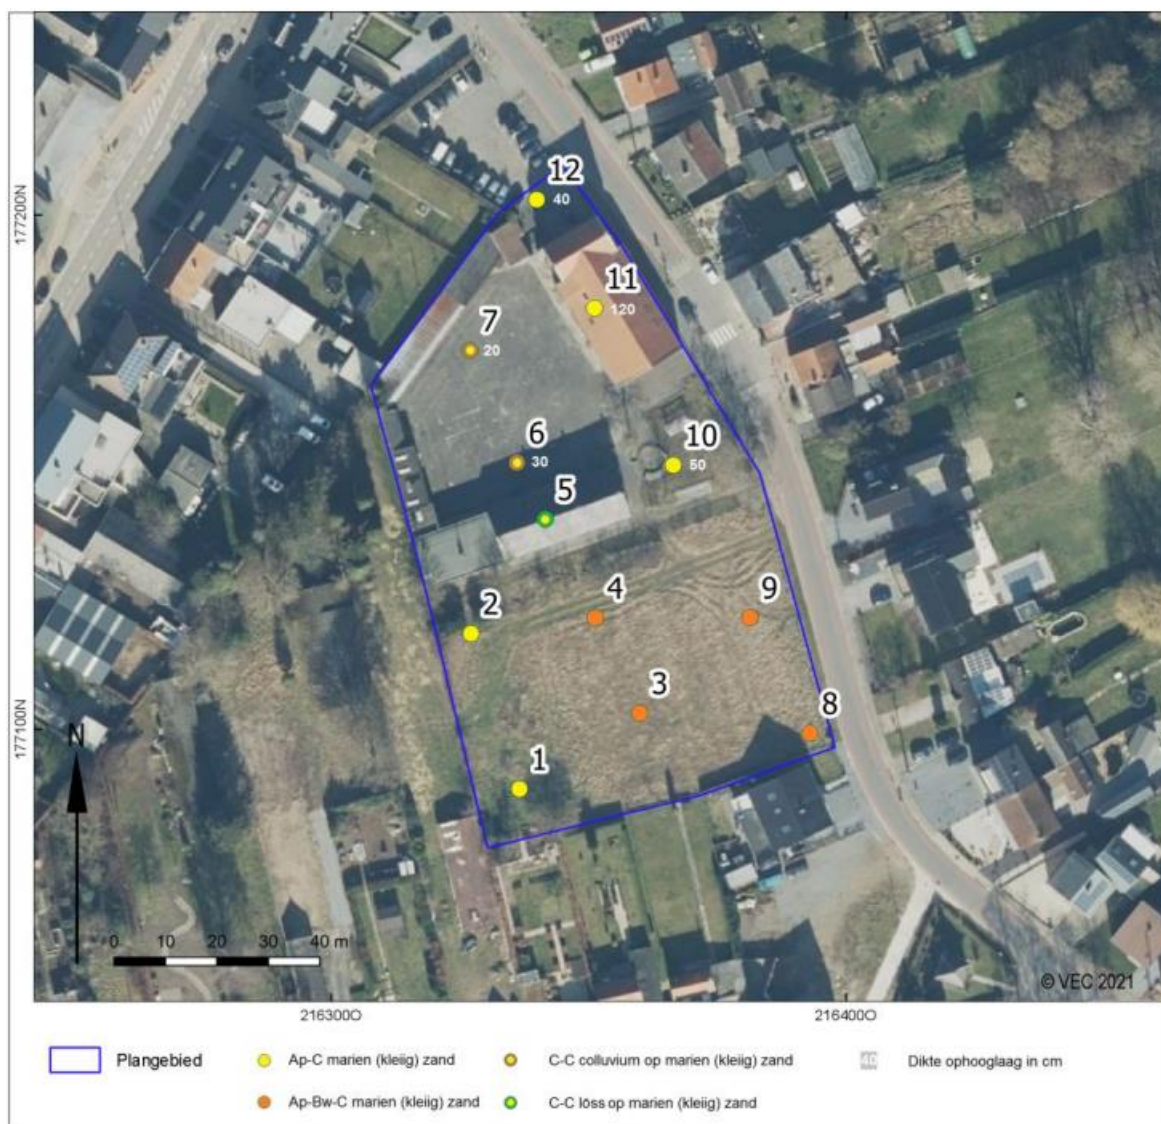 12
40
177200N
11
120
7
20
6
30
10
50
5
2
4
9
3
8
177100N
N
1
0 10 20 30 40 m
© VEC 2021
216300O 216400O
Plangebied
Ap-C marien (kleiig) zand
C-C colluvium op marien (kleiig) zand
40 Dikte ophooglaag in cm
Ap-Bw-C marien (kleiig) zand
C-C löss op marien (kleiig) zand